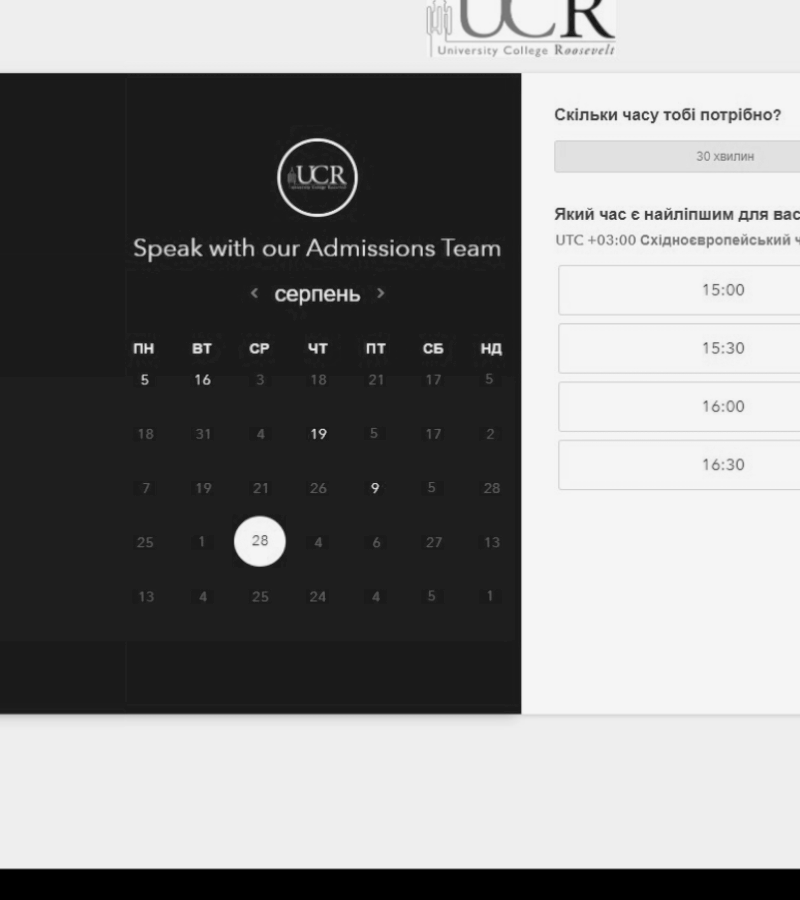 UCR
University College Roosevelt
UCR
Speak with our Admissions Team
‹ серпень ›
ПН ВТ СР ЧТ ПТ СБ НД
5 16 3 18 21 17 5
18 31 4 19 5 17 2
7 19 21 26 9 5 28
25 1 28 4 6 27 13
13 4 25 24 4 5 1
Скільки часу тобі потрібно?
30 хвилин
Який час є найліпшим для вас
UTC +03:00 Східноєвропейський ч
15:00
15:30
16:00
16:30